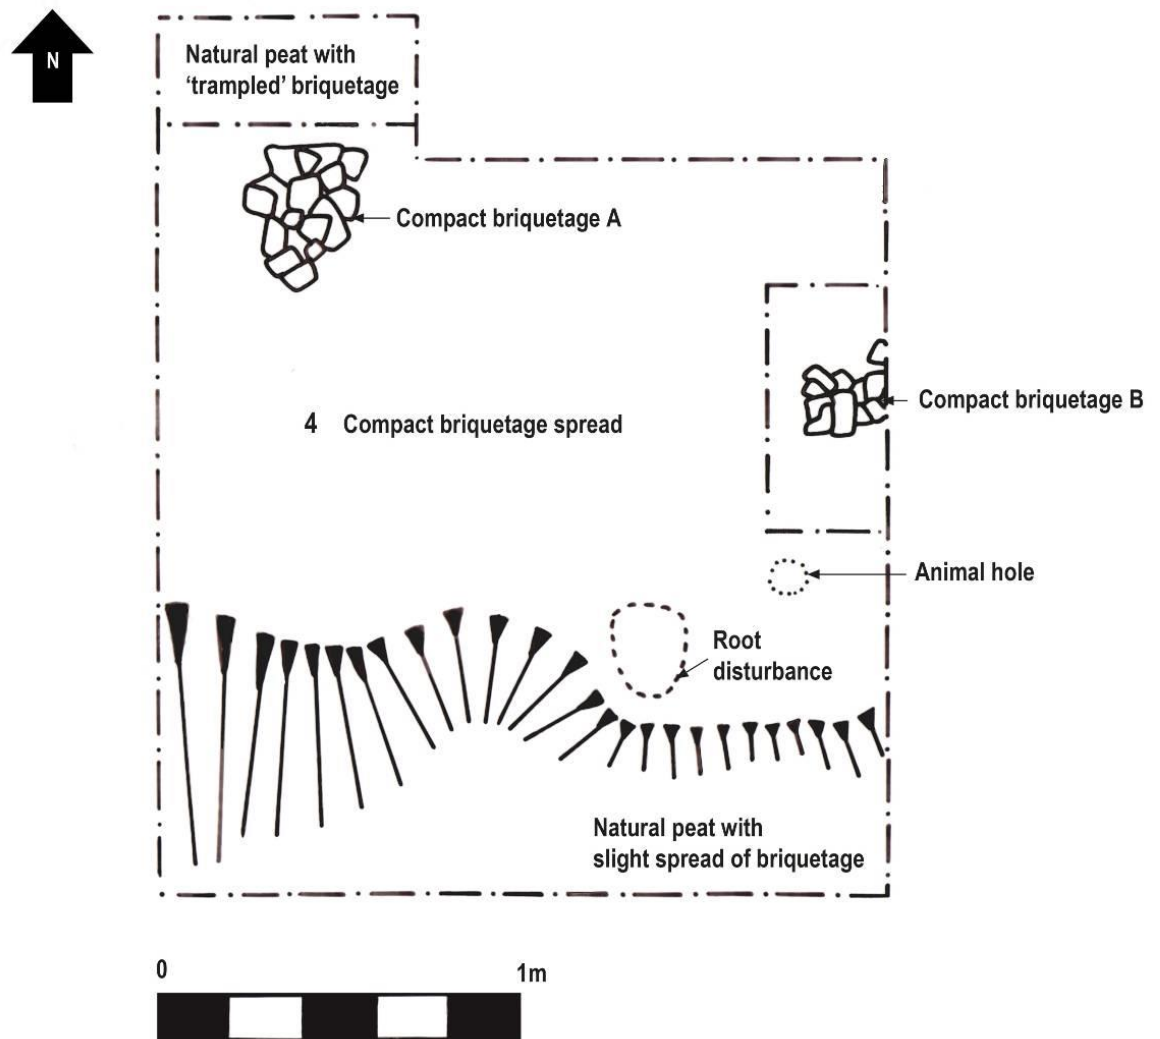 N
Natural peat with
‘trampled’ briquetage
Compact briquetage A
Compact briquetage B
4 Compact briquetage spread
Animal hole
Root
disturbance
Natural peat with
slight spread of briquetage
0 1m